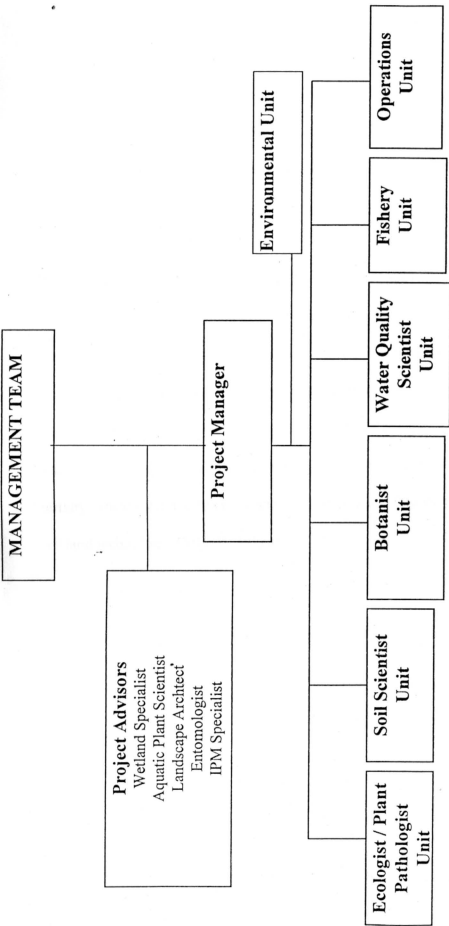 MANAGEMENT TEAM
Project Advisors
Wetland Specialist
Aquatic Plant Scientist
Landscape Archtect
Entomologist
IPM Specialist
Project Manager
Environmental Unit
Ecologist / Plant
Pathologist
Unit
Soil Scientist
Unit
Botanist
Unit
Water Quality
Scientist
Unit
Fishery
Unit
Operations
Unit